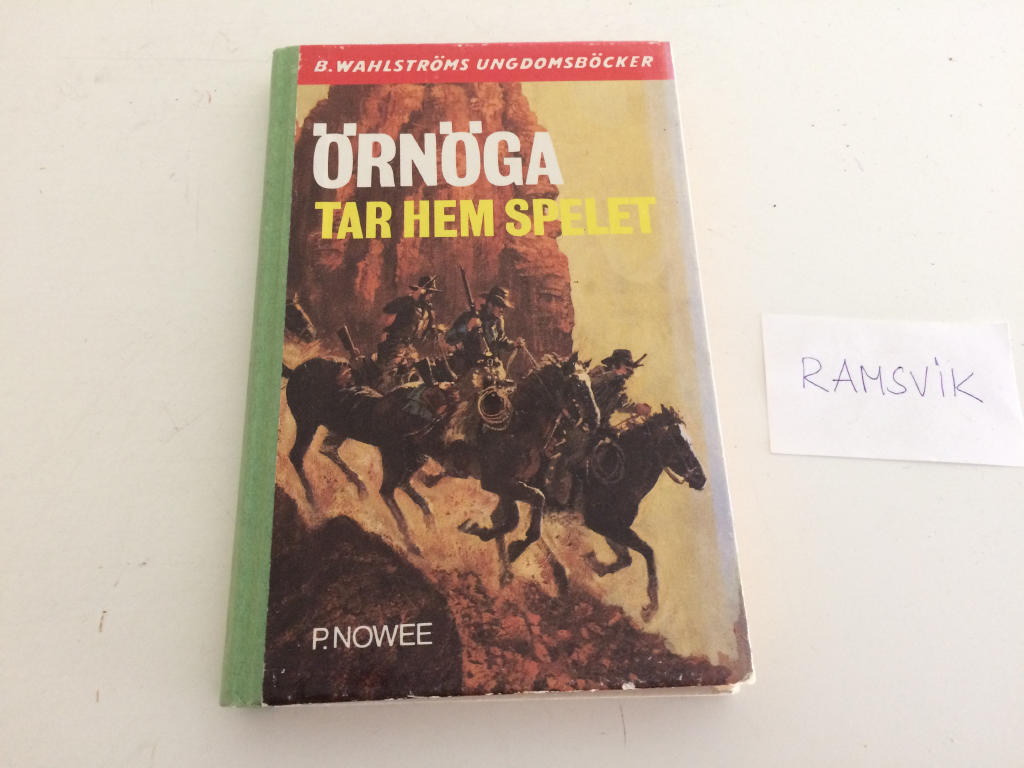 B. WAHLSTRÖMS UNGDOMSBÖCKER
ÖRNÖGA
TAR HEM SPELET
P. NOWEE
RAMSViK